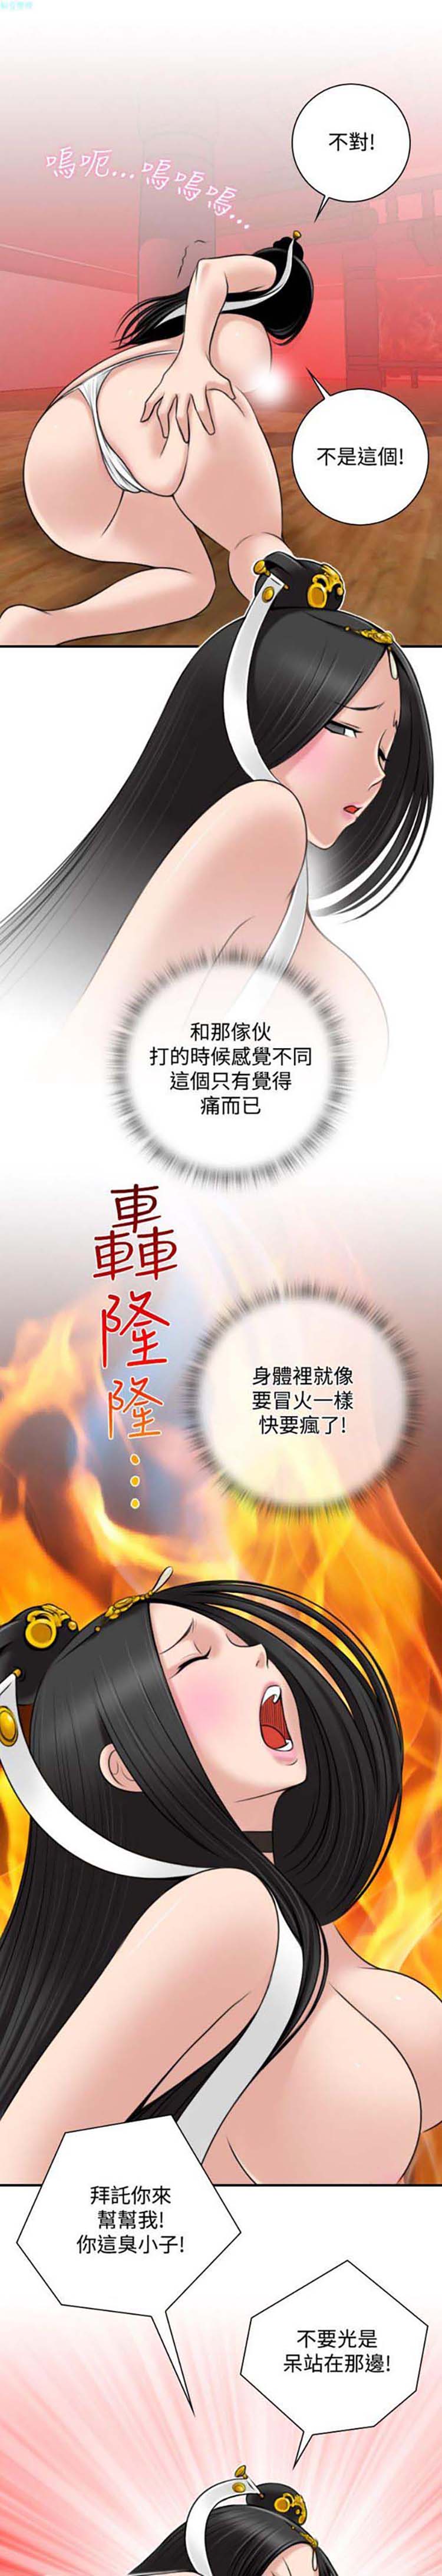 不對!
嗚呃...嗚嗚嗚...
不是這個!
和那傢伙
打的時候感覺不同
這個只有覺得
痛而已
轟
隆
隆
...
身體裡就像
要冒火一樣
快要瘋了!
拜託你來
幫幫我!
你這臭小子!
不要光是
呆站在那邊!